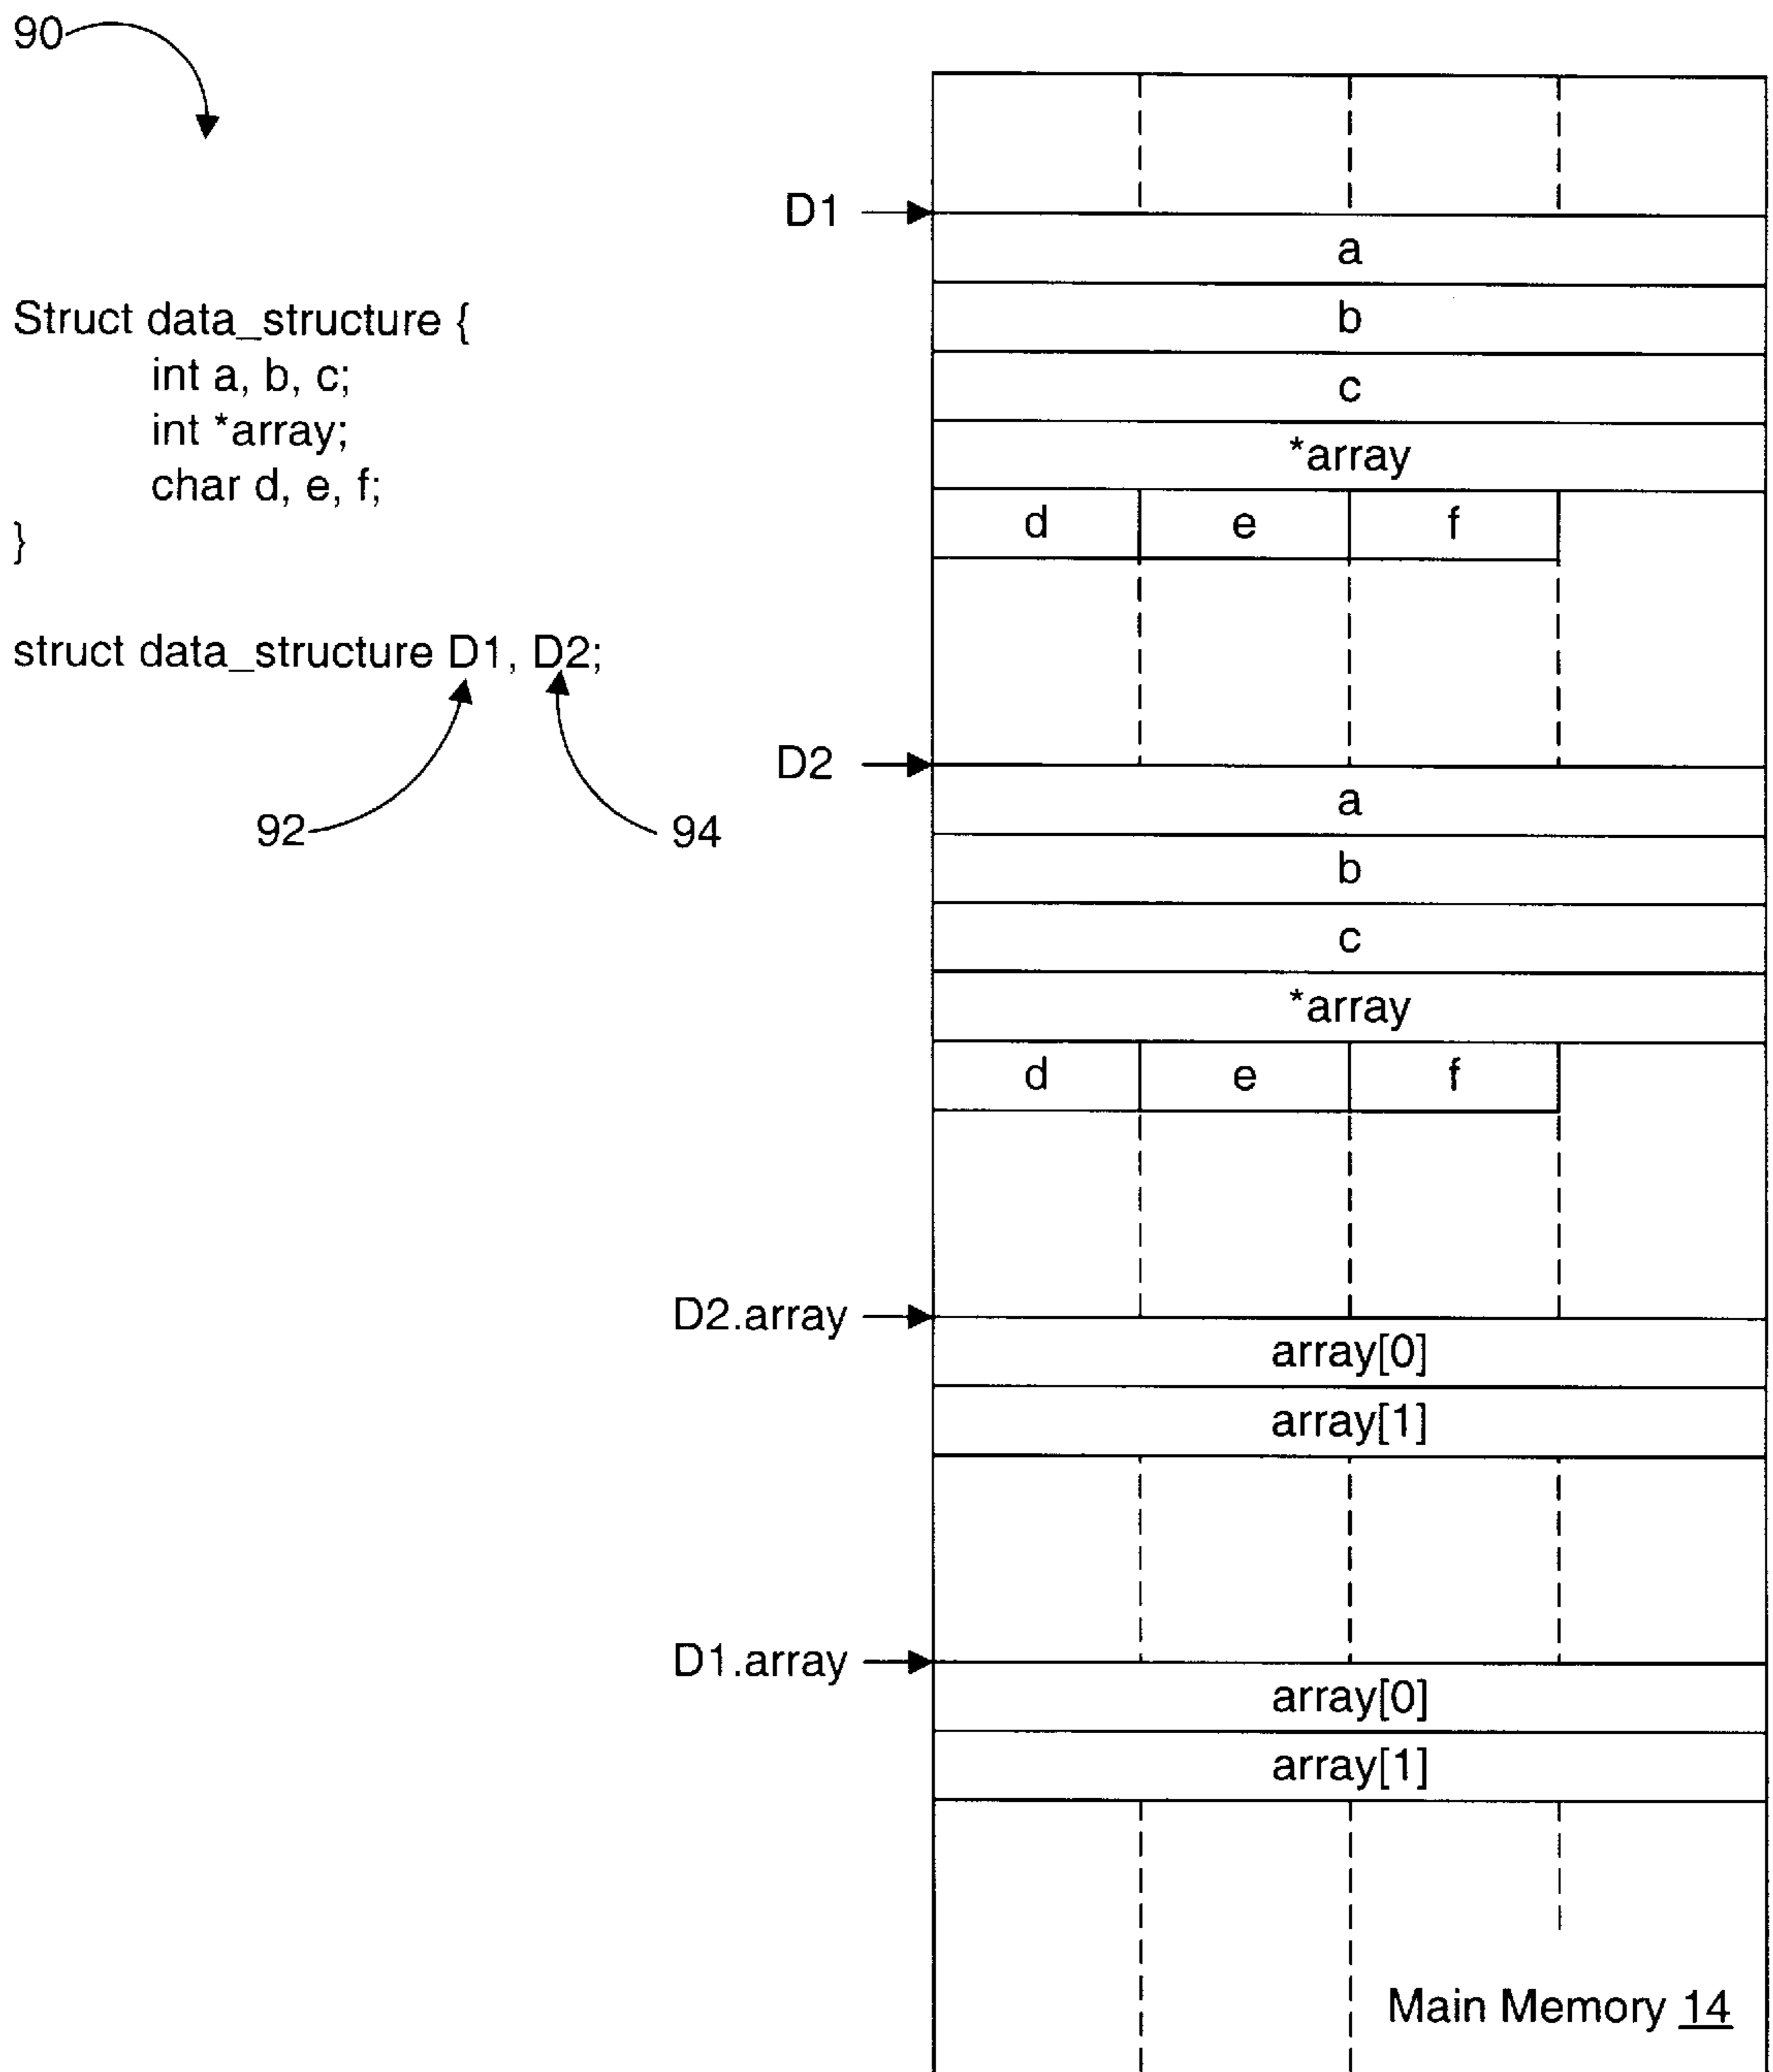 90
Struct data_structure {
int a, b, c;
int *array;
char d, e, f;
}
struct data_structure D1, D2;
92
94
D1
a
b
c
*array
d e f
D2
a
b
c
*array
d e f
D2.array
array[0]
array[1]
D1.array
array[0]
array[1]
Main Memory 14